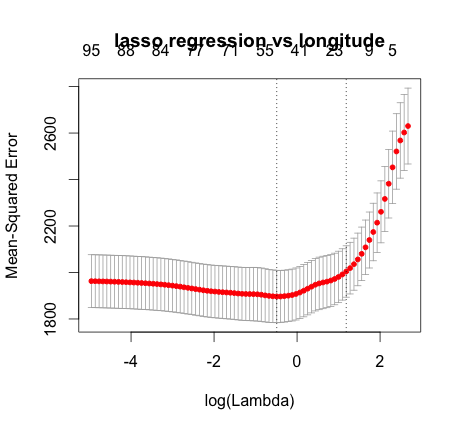 lasso regression vs longitude
95 88 84 77 71 55 41 23 9 5
Mean-Squared Error
2600
2200
1800
-4 -2 0 2
log(Lambda)